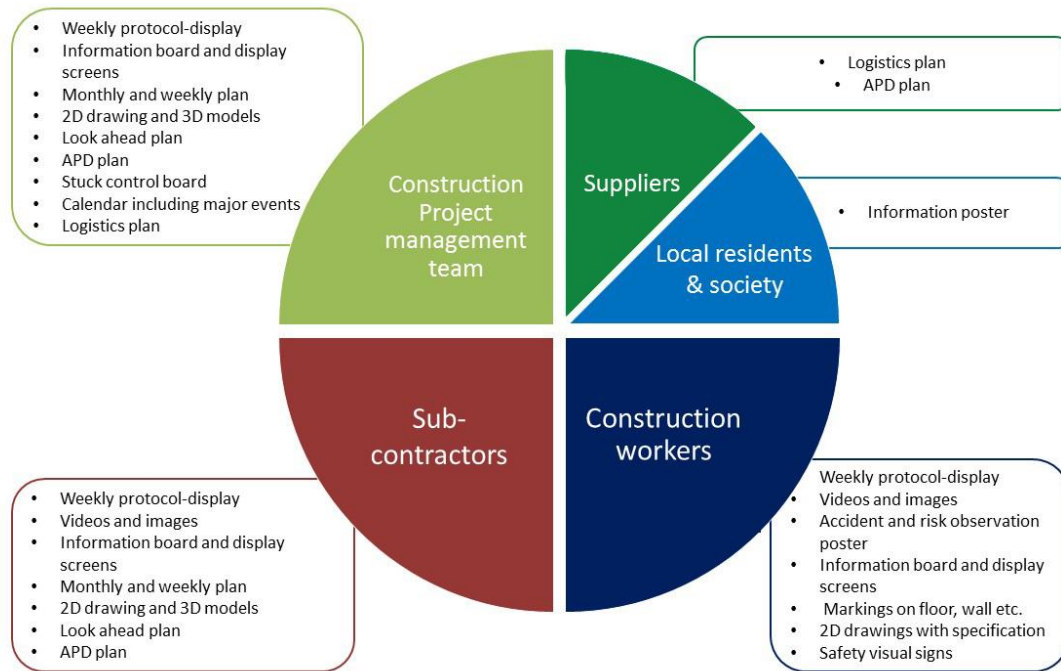 • Weekly protocol-display
• Information board and display
screens
• Monthly and weekly plan
• 2D drawing and 3D models
• Look ahead plan
• APD plan
• Stuck control board
• Calendar including major events
• Logistics plan
Construction
Project
management
team
Suppliers
• Logistics plan
• APD plan
Local residents
& society
• Information poster
Sub-
contractors
• Weekly protocol-display
• Videos and images
• Information board and display
screens
• Monthly and weekly plan
• 2D drawing and 3D models
• Look ahead plan
• APD plan
Construction
workers
Weekly protocol-display
• Videos and images
• Accident and risk observation
poster
• Information board and display
screens
• Markings on floor, wall etc.
• 2D drawings with specification
• Safety visual signs